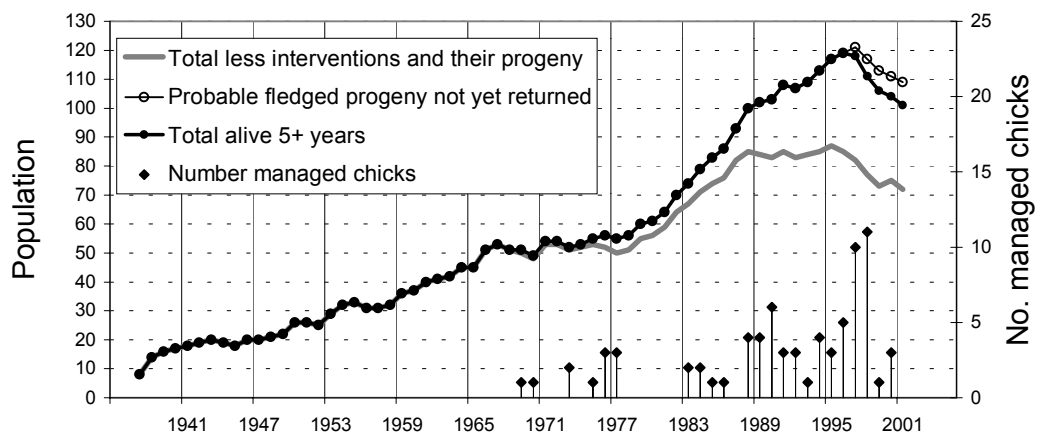 130
120
110
100
90
80
70
60
50
40
30
20
10
0
Population
Total less interventions and their progeny
Probable fledged progeny not yet returned
Total alive 5+ years
Number managed chicks
25
20
15
10
5
0
No. managed chicks
1941 1947 1953 1959 1965 1971 1977 1983 1989 1995 2001